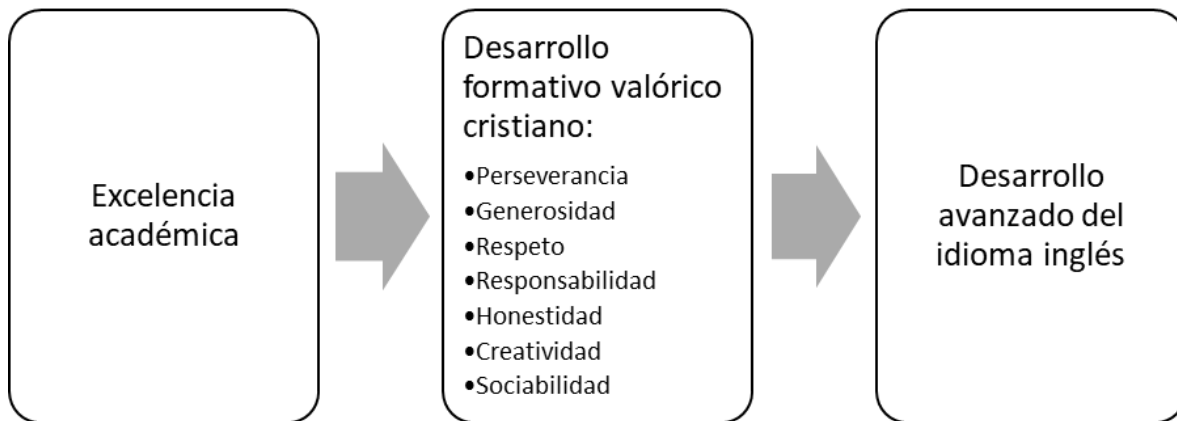 Excelencia
académica
Desarrollo
formativo valórico
cristiano:
•Perseverancia
•Generosidad
•Respeto
•Responsabilidad
•Honestidad
•Creatividad
•Sociabilidad
Desarrollo
avanzado del
idioma inglés